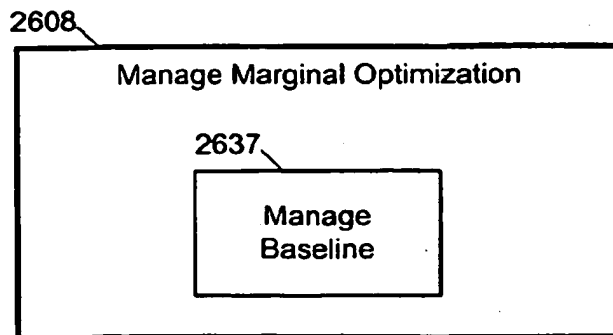 2608
Manage Marginal Optimization
2637
Manage
Baseline